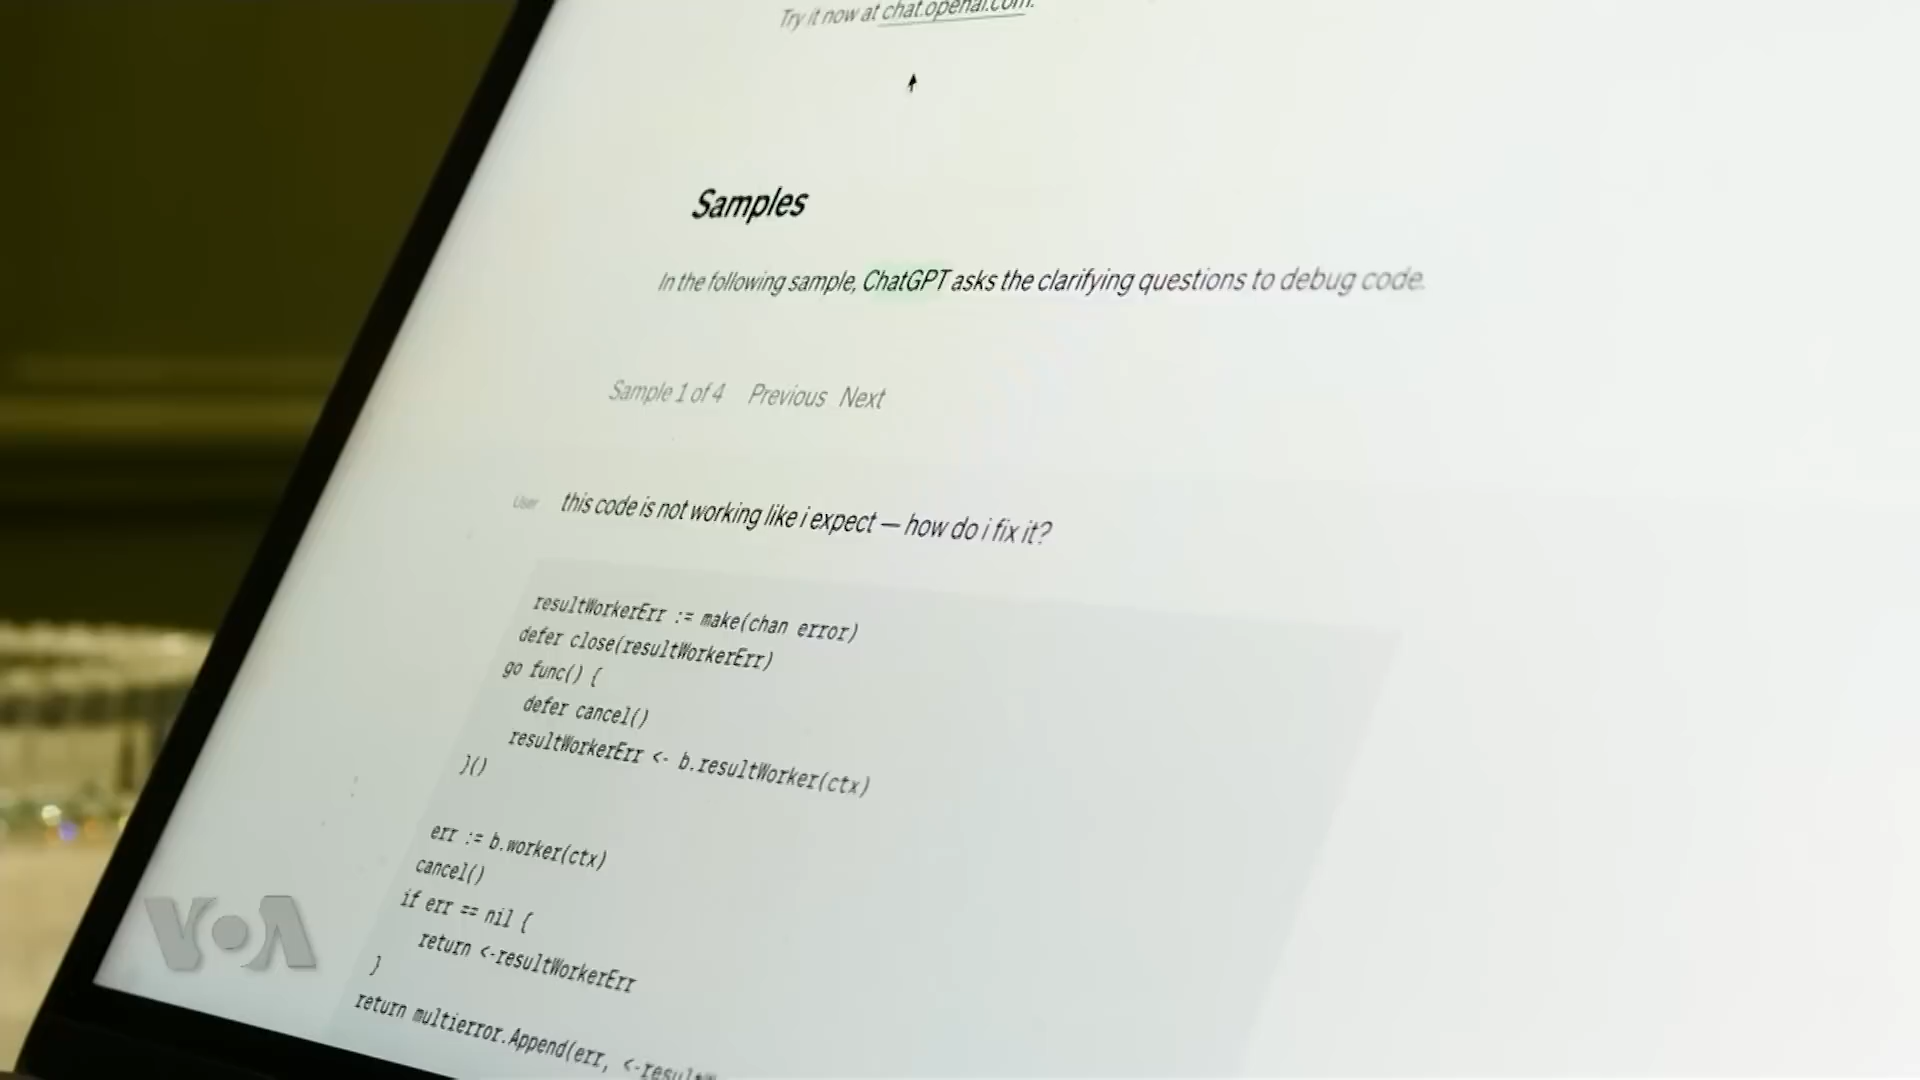 Try it now at chat.openai.com.
Samples
In the following sample, ChatGPT asks the clarifying questions to debug code.
Sample 1 of 4 Previous Next
User this code is not working like i expect — how do i fix it?
resultWorkerErr := make(chan error)
defer close(resultWorkerErr)
go func() {
defer cancel()
resultWorkerErr <- b.resultWorker(ctx)
}()
err := b.worker(ctx)
cancel()
if err == nil {
return <-resultWorkerErr
}
return multierror.Append(err,
VOA